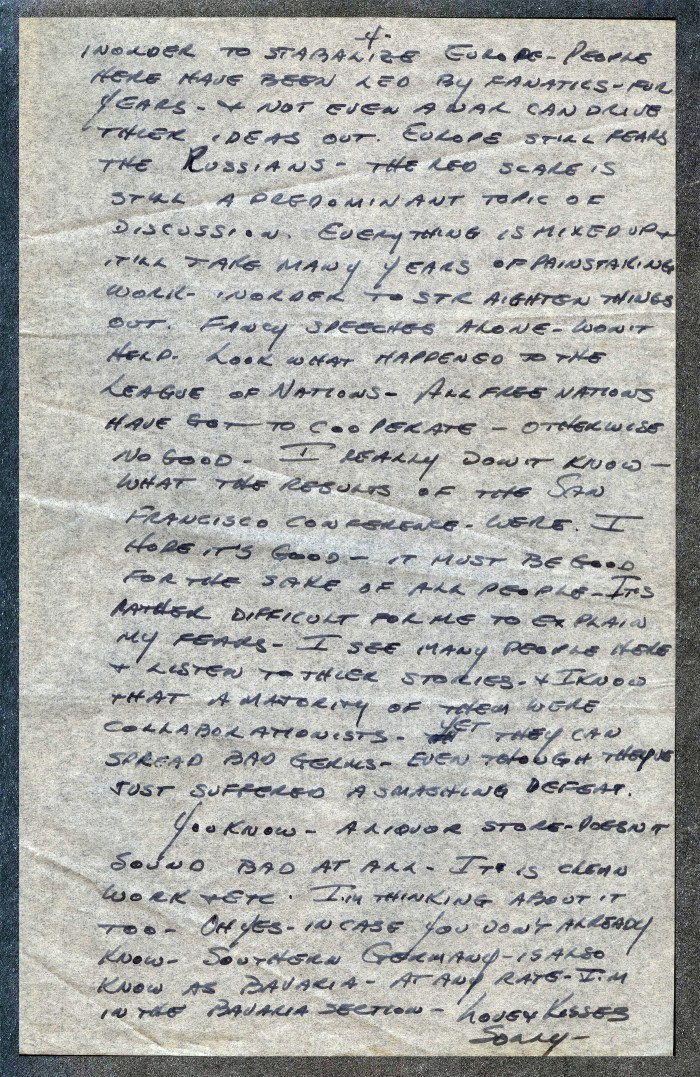 -4-
INORDER TO STABALIZE EUROPE - PEOPLE
HERE HAVE BEEN LED BY FANATICS - FOR
YEARS - + NOT EVEN A WAR CAN DRIVE
THIER IDEAS OUT. EUROPE STILL FEARS
THE RUSSIANS - THE RED SCARE IS
STILL A PREDOMINANT TOPIC OF
DISCUSSION. EVERYTHING IS MIXED UP +
IT'LL TAKE MANY YEARS OF PAINSTAKING
WORK - INORDER TO STRAIGHTEN THINGS
OUT. FANCY SPEECHES ALONE - WON'T
HELP. LOOK WHAT HAPPENED TO THE
LEAGUE OF NATIONS - ALL FREE NATIONS
HAVE GOT TO COOPERATE - OTHERWISE
NO GOOD - I REALLY DON'T KNOW -
WHAT THE RESULTS OF THE SAN
FRANCISCO CONFERENCE - WERE. I
HOPE IT'S GOOD - IT MUST BE GOOD
FOR THE SAKE OF ALL PEOPLE - ITS
RATHER DIFFICULT FOR ME TO EXPLAIN
MY FEARS - I SEE MANY PEOPLE HERE
+ LISTEN TO THIER STORIES - + I KNOW
THAT A MAJORITY OF THEM WERE
COLLABORATIONISTS - YET THEY CAN
SPREAD BAD GERMS - EVEN THOUGH THEY'VE
JUST SUFFERED A SMASHING DEFEAT.
YOU KNOW - A LIQUOR STORE - DOESN'T
SOUND BAD AT ALL - IT IS CLEAN
WORK + ETC. I'M THINKING ABOUT IT
TOO - OH YES - IN CASE YOU DON'T ALREADY
KNOW - SOUTHERN GERMANY - IS ALSO
KNOW AS BAVARIA - AT ANY RATE - I'M
IN THE BAVARIA SECTION - LOVE + KISSES
SONNY -